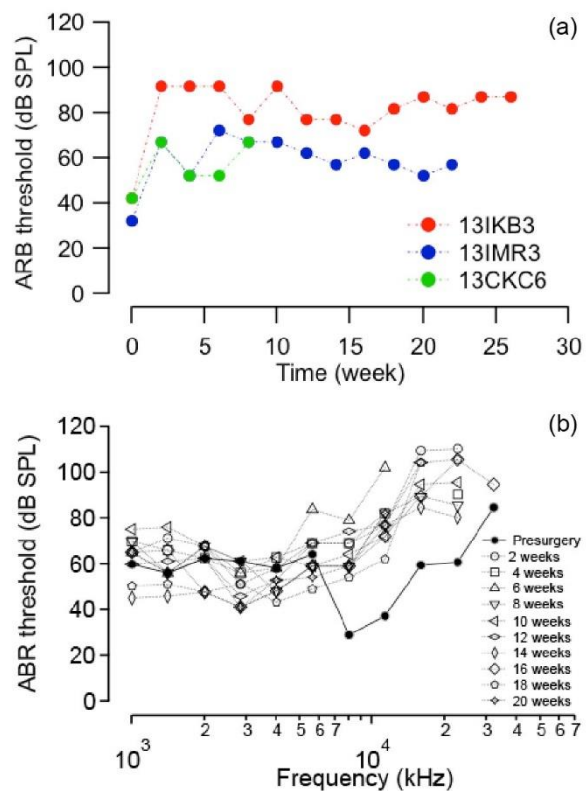 (a)
ARB threshold (dB SPL)
120
100
80
60
40
20
0
13IKB3
13IMR3
13CKC6
0 5 10 15 20 25 30
Time (week)
(b)
ABR threshold (dB SPL)
120
100
80
60
40
20
0
Presurgery
2 weeks
4 weeks
6 weeks
8 weeks
10 weeks
12 weeks
14 weeks
16 weeks
18 weeks
20 weeks
10³ 2 3 4 5 6 7 10⁴ 2 3 4 5 6 7
Frequency (kHz)